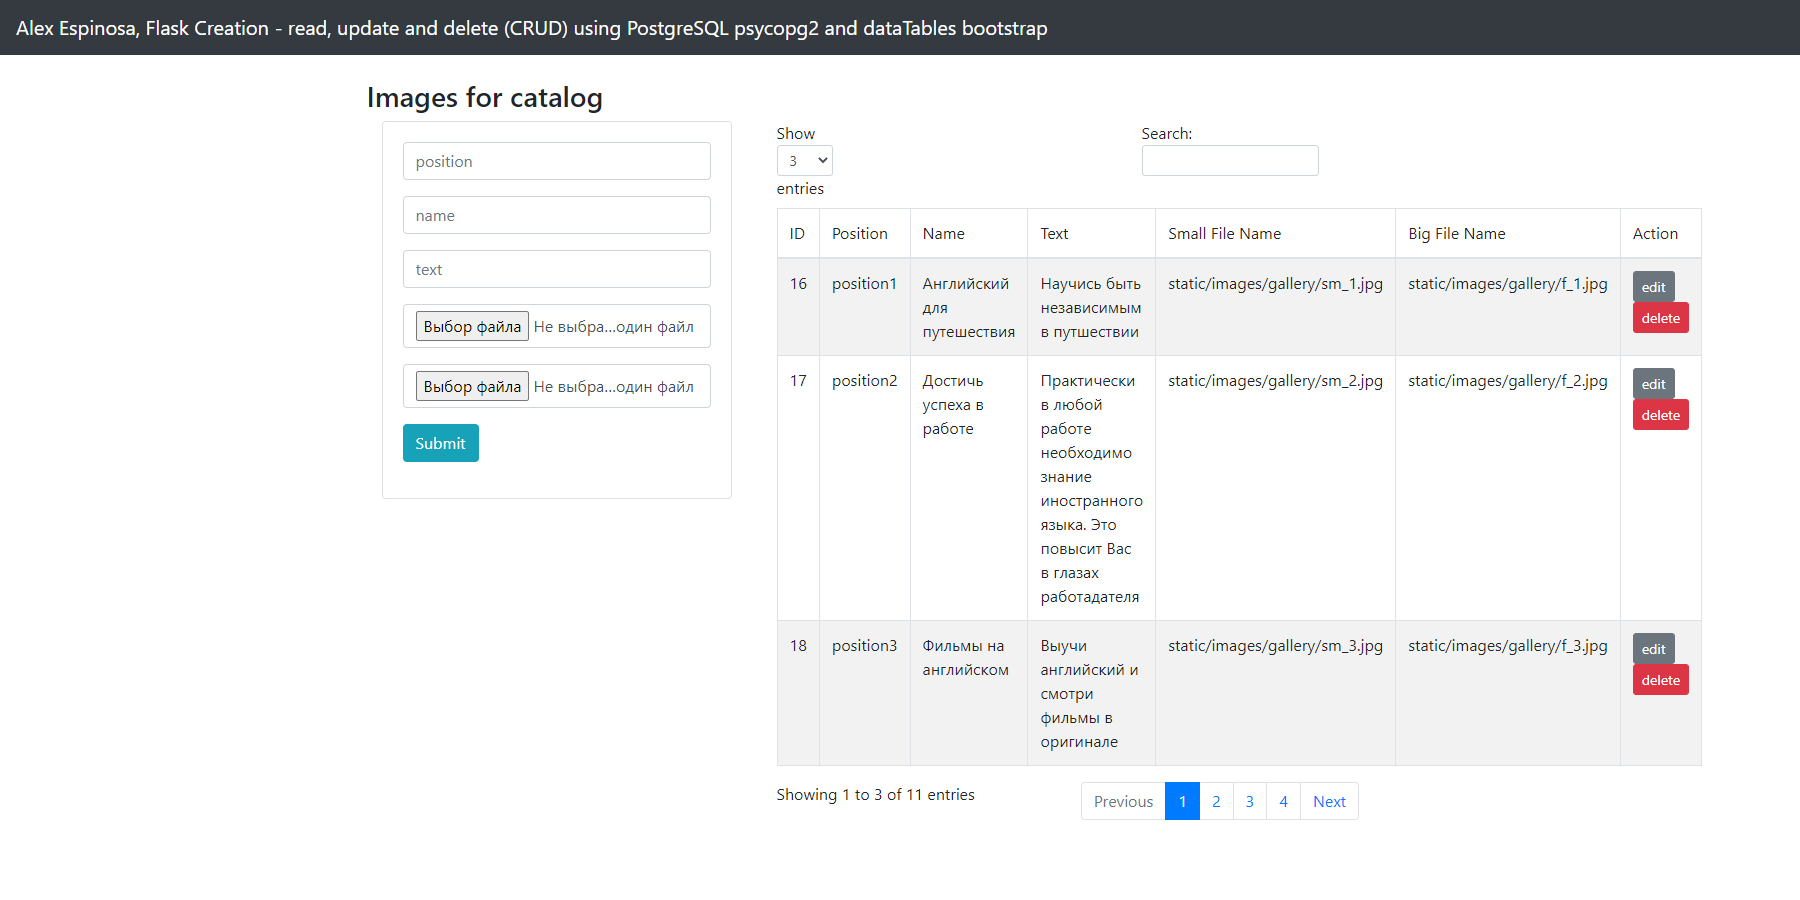 Alex Espinosa, Flask Creation - read, update and delete (CRUD) using PostgreSQL psycopg2 and dataTables bootstrap
Images for catalog
position
name
text
Выбор файла Не выбра...один файл
Выбор файла Не выбра...один файл
Submit
Show
3
entries
Search:
ID Position Name Text Small File Name Big File Name Action
16 position1 Английский Научись быть static/images/gallery/sm_1.jpg static/images/gallery/f_1.jpg edit
для независимым delete
путешествия в путшествии
17 position2 Достичь Практически static/images/gallery/sm_2.jpg static/images/gallery/f_2.jpg edit
успеха в в любой delete
работе работе
необходимо
знание
иностранного
языка. Это
повысит Вас
в глазах
работадателя
18 position3 Фильмы на Выучи static/images/gallery/sm_3.jpg static/images/gallery/f_3.jpg edit
английском английский и delete
смотри
фильмы в
оригинале
Showing 1 to 3 of 11 entries
Previous 1 2 3 4 Next